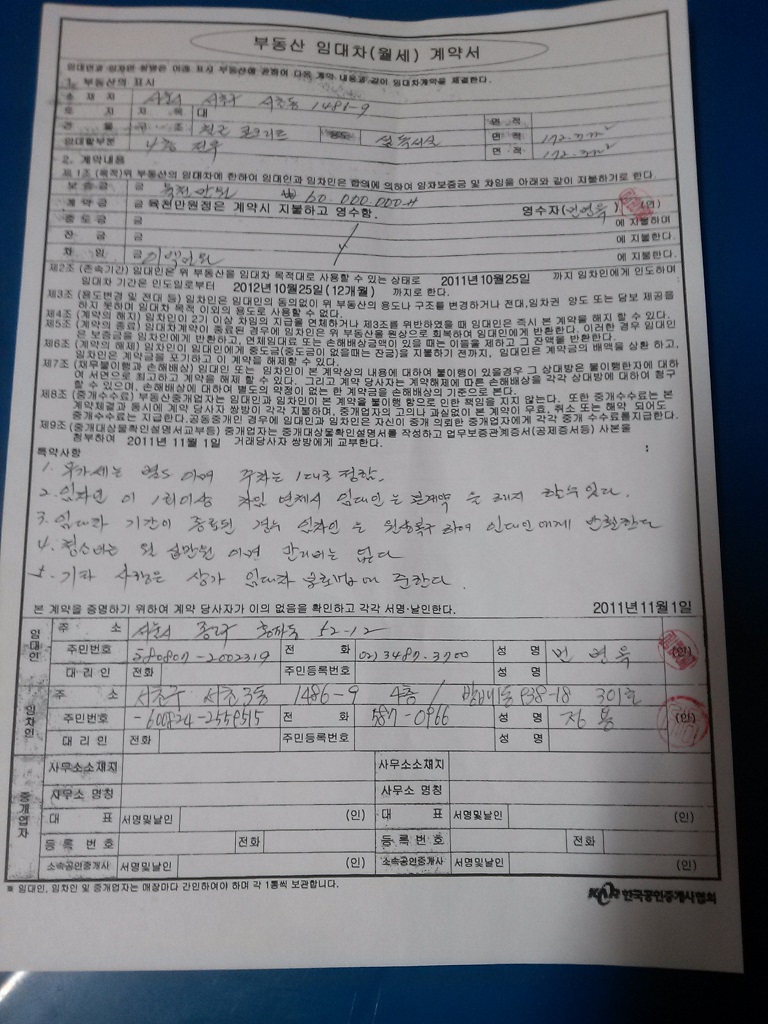 부동산 임대차(월세) 계약서
임대인과 임차인 쌍방은 아래 표시 부동산에 관하여 다음 계약 내용과 같이 임대차계약을 체결한다.
1. 부동산의 표시
소 재 지 서초구 서초동 1486-9
토 지 지 목 대 면 적
건 물 구 조 철근 콘크리트 용도 면 적 172.3㎡
임대할부분 4층 전부 면 적 172.3㎡
2. 계약내용
제1조 (목적)위 부동산의 임대차에 한하여 임대인과 임차인은 합의에 의하여 임차보증금 및 차임을 아래와 같이 지불하기로 한다.
보 증 금 금 육천만원 60.000.000
계 약 금 금 육천만원정은 계약시 지불하고 영수함. 영수자( ) (인)
중 도 금 금 에 지불하며
잔 금 금 에 지불한다.
차 임 금 이백만원 에 지불한다.
제2조 (존속기간) 임대인은 위 부동산을 임대차 목적대로 사용할 수 있는 상태로 2011년10월25일 까지 임차인에게 인도하며
임대차 기간은 인도일로부터 2012년10월25일(12개월) 까지로 한다.
제3조 (용도변경 및 전대 등) 임차인은 임대인의 동의없이 위 부동산의 용도나 구조를 변경하거나 전대,임차권 양도 또는 담보 제공을
하지 못하며 임대차 목적 이외의 용도로 사용할 수 없다.
제4조 (계약의 해지) 임차인이 2기 이상 차임의 지급을 연체하거나 제3조를 위반하였을 때 임대인은 즉시 본 계약을 해지 할 수 있다.
제5조 (계약의 종료) 임대차계약이 종료된 경우에 임차인은 위 부동산을 원상으로 회복하여 임대인에게 반환한다. 이러한 경우 임대인
은 보증금을 임차인에게 반환하고, 연체임대료 또는 손해배상금액이 있을 때는 이들을 제하고 그 잔액을 반환한다.
제6조 (계약의 해제) 임차인이 임대인에게 중도금(중도금이 없을때는 잔금)을 지불하기 전까지, 임대인은 계약금의 배액을 상환 하고,
임차인은 계약금을 포기하고 이 계약을 해제할 수 있다.
제7조 (채무불이행과 손해배상) 임대인 또는 임차인이 본 계약상의 내용에 대하여 불이행이 있을경우 그 상대방은 불이행한자에 대하
여 서면으로 최고하고 계약을 해제 할 수 있다. 그리고 계약 당사자는 계약해제에 따른 손해배상을 각각 상대방에 대하여 청구
할 수 있으며, 손해배상에 대하여 별도의 약정이 없는 한 계약금을 손해배상의 기준으로 본다.
제8조 (중개수수료) 부동산중개업자는 임대인과 임차인이 본 계약을 불이행 함으로 인한 책임을 지지 않는다. 또한 중개수수료는 본
계약체결과 동시에 계약 당사자 쌍방이 각각 지불하며, 중개업자의 고의나 과실없이 본 계약이 무효, 취소 또는 해약 되어도
중개수수료는 지급한다.공동중개인 경우에 임대인과 임차인은 자신이 중개 의뢰한 중개업자에게 각각 중개 수수료를지급한다.
제9조 (중개대상물확인설명서교부등) 중개업자는 중개대상물확인설명서를 작성하고 업무보증관계증서(공제증서등) 사본을
첨부하여 2011년 11월 1일 거래당사자 쌍방에게 교부한다.
특약사항
1. 부가세는 별도 이며 주차는 1대로 정함.
2. 임차인 이 1회이상 차임 연체시 임대인 은 본계약 을 해지 할수 있다.
3. 임대차 기간이 종료된 경우 임차인 은 원상복구 하여 임대인에게 반환한다
4. 청소비는 월 십만원 이며 관리비는 없다
5. 기타 사항은 상가 임대차 보호법에 준한다.
본 계약을 증명하기 위하여 계약 당사자가 이의 없음을 확인하고 각각 서명·날인한다. 2011년11월1일
임대인
주 소 52-12
주민번호 580807-2002319 전 화 02)3487-3700 성 명 (인)
대 리 인 전화 주민등록번호 성 명
임차인
주 소 서초구 서초3동 1486-9 4층 / 938-18 301호
주민번호 -600824-2559515 전 화 587-0966 성 명 (인)
대 리 인 전화 주민등록번호 성 명
중개업자
사무소소재지 사무소소재지
사무소 명칭 사무소 명칭
대 표 서명및날인 (인) 대 표 서명및날인 (인)
등 록 번 호 전화 등 록 번 호 전화
소속공인중개사 서명및날인 (인) 소속공인중개사 서명및날인 (인)
※ 임대인, 임차인 및 중개업자는 매장마다 간인하여야 하며 각 1통씩 보관합니다.
KAR 한국공인중개사협회